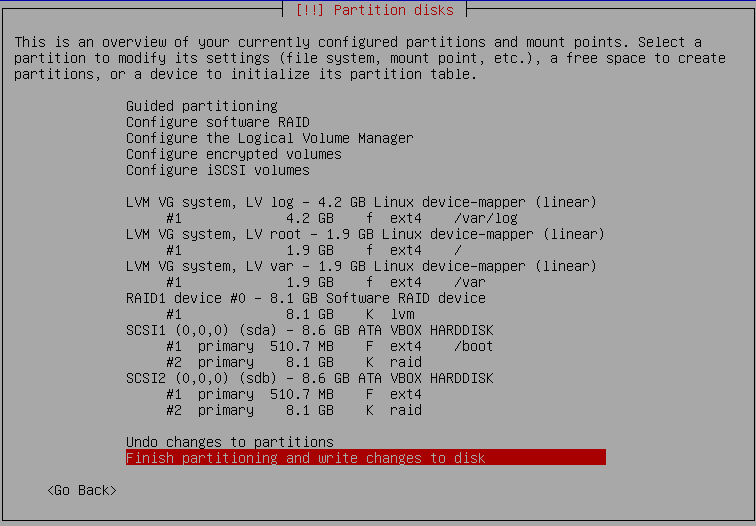 [!!] Partition disks
This is an overview of your currently configured partitions and mount points. Select a
partition to modify its settings (file system, mount point, etc.), a free space to create
partitions, or a device to initialize its partition table.
Guided partitioning
Configure software RAID
Configure the Logical Volume Manager
Configure encrypted volumes
Configure iSCSI volumes
LVM VG system, LV log - 4.2 GB Linux device-mapper (linear)
#1 4.2 GB f ext4 /var/log
LVM VG system, LV root - 1.9 GB Linux device-mapper (linear)
#1 1.9 GB f ext4 /
LVM VG system, LV var - 1.9 GB Linux device-mapper (linear)
#1 1.9 GB f ext4 /var
RAID1 device #0 - 8.1 GB Software RAID device
#1 8.1 GB K lvm
SCSI1 (0,0,0) (sda) - 8.6 GB ATA VBOX HARDDISK
#1 primary 510.7 MB F ext4 /boot
#2 primary 8.1 GB K raid
SCSI2 (0,0,0) (sdb) - 8.6 GB ATA VBOX HARDDISK
#1 primary 510.7 MB F ext4
#2 primary 8.1 GB K raid
Undo changes to partitions
Finish partitioning and write changes to disk
<Go Back>